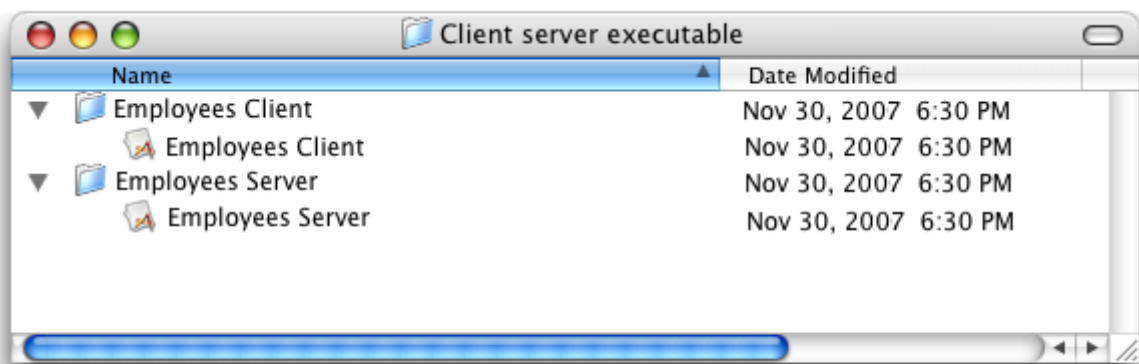 Client server executable
Name Date Modified
Employees Client Nov 30, 2007 6:30 PM
Employees Client Nov 30, 2007 6:30 PM
Employees Server Nov 30, 2007 6:30 PM
Employees Server Nov 30, 2007 6:30 PM